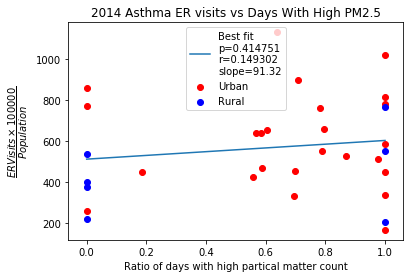 2014 Asthma ER visits vs Days With High PM2.5
Best fit
p=0.414751
r=0.149302
slope=91.32
Urban
Rural
ERVisits × 100000
Population
1000
800
600
400
200
0.0 0.2 0.4 0.6 0.8 1.0
Ratio of days with high partical matter count